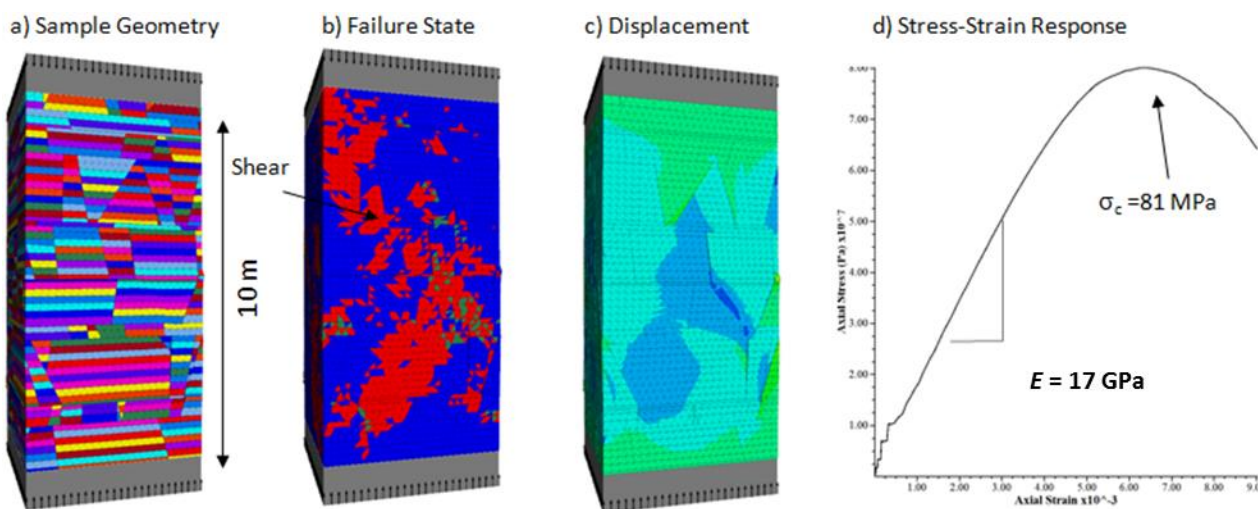 a) Sample Geometry
b) Failure State
c) Displacement
d) Stress-Strain Response
Shear
10 m
8.00
7.00
6.00
5.00
4.00
3.00
2.00
1.00
Axial Stress (Pa) x10^7
σc =81 MPa
E = 17 GPa
1.00 2.00 3.00 4.00 5.00 6.00 7.00 8.00 9.0
Axial Strain x10^-3